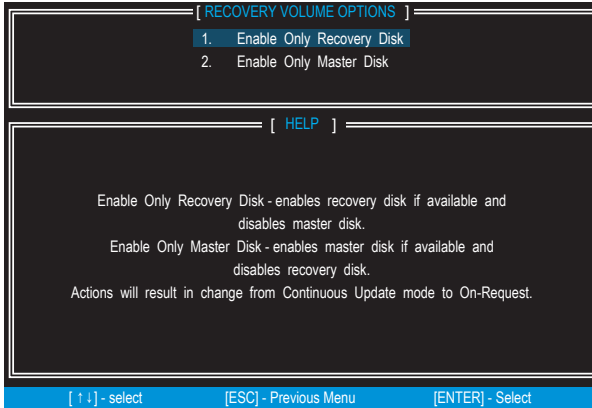 [ RECOVERY VOLUME OPTIONS ]
1. Enable Only Recovery Disk
2. Enable Only Master Disk
[ HELP ]
Enable Only Recovery Disk - enables recovery disk if available and
disables master disk.
Enable Only Master Disk - enables master disk if available and
disables recovery disk.
Actions will result in change from Continuous Update mode to On-Request.
[ ↑↓] - select [ESC] - Previous Menu [ENTER] - Select